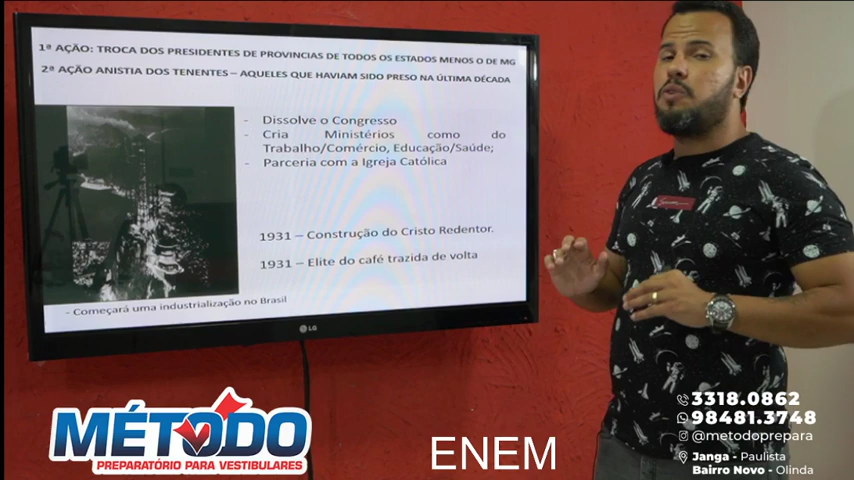 1ª AÇÃO: TROCA DOS PRESIDENTES DE PROVINCIAS DE TODOS OS ESTADOS MENOS O DE MG
2ª AÇÃO ANISTIA DOS TENENTES – AQUELES QUE HAVIAM SIDO PRESO NA ÚLTIMA DÉCADA
- Dissolve o Congresso
- Cria Ministérios como do
Trabalho/Comércio, Educação/Saúde;
- Parceria com a Igreja Católica
1931 – Construção do Cristo Redentor.
1931 – Elite do café trazida de volta
- Começará uma industrialização no Brasil
LG
MÉTODO
PREPARATÓRIO PARA VESTIBULARES
ENEM
3318.0862
98481.3748
@metodoprepara
Janga - Paulista
Bairro Novo - Olinda